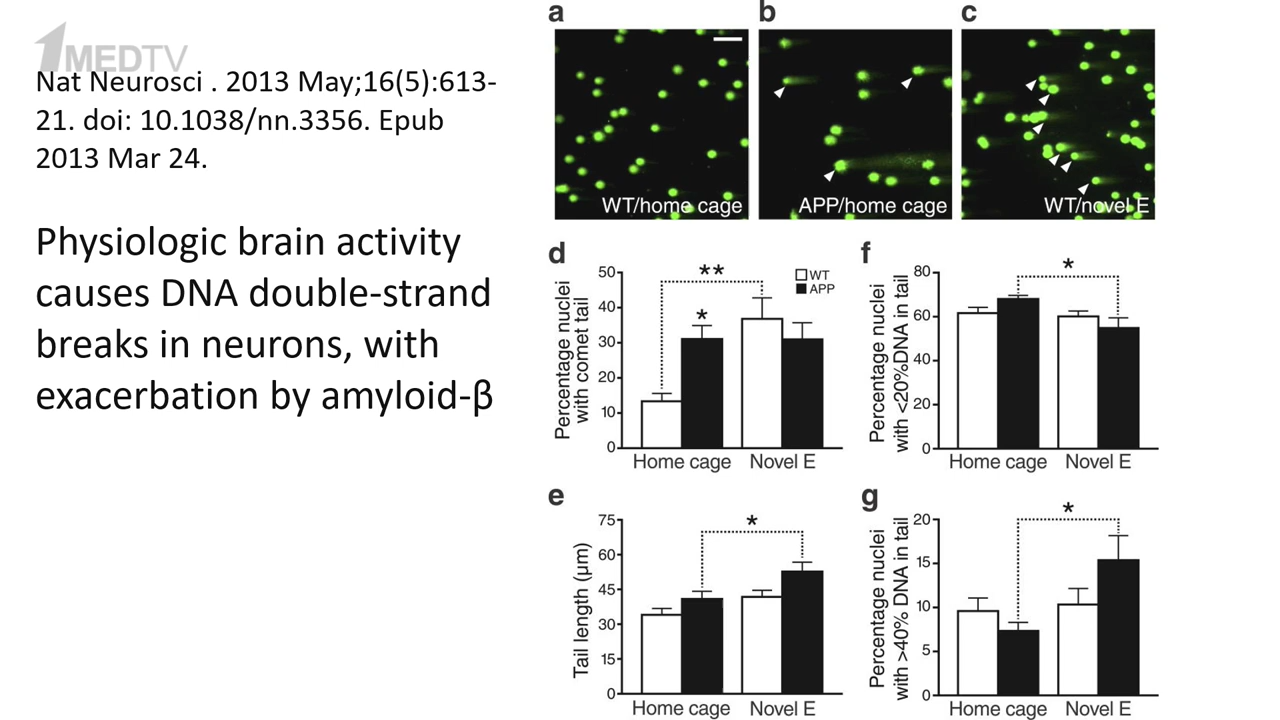 1MEDTV
Nat Neurosci . 2013 May;16(5):613-
21. doi: 10.1038/nn.3356. Epub
2013 Mar 24.
Physiologic brain activity
causes DNA double-strand
breaks in neurons, with
exacerbation by amyloid-β
a
b
c
WT/home cage
APP/home cage
WT/novel E
d
Percentage nuclei
with comet tail
50
40
30
20
10
0
**
*
WT
APP
Home cage
Novel E
f
Percentage nuclei
with <20%DNA in tail
80
60
40
20
0
*
Home cage
Novel E
e
Tail length (μm)
75
60
45
30
15
0
*
Home cage
Novel E
g
Percentage nuclei
with >40% DNA in tail
20
15
10
5
0
*
Home cage
Novel E